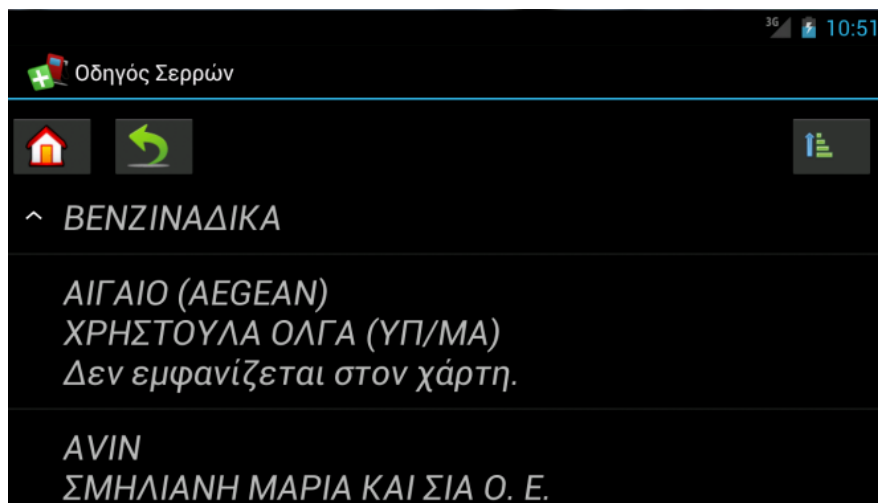 3G 10:51
Οδηγός Σερρών
ΒΕΝΖΙΝΑΔΙΚΑ
ΑΙΓΑΙΟ (AEGEAN)
ΧΡΗΣΤΟΥΛΑ ΟΛΓΑ (ΥΠ/ΜΑ)
Δεν εμφανίζεται στον χάρτη.
AVIN
ΣΜΗΛΙΑΝΗ ΜΑΡΙΑ ΚΑΙ ΣΙΑ Ο. Ε.